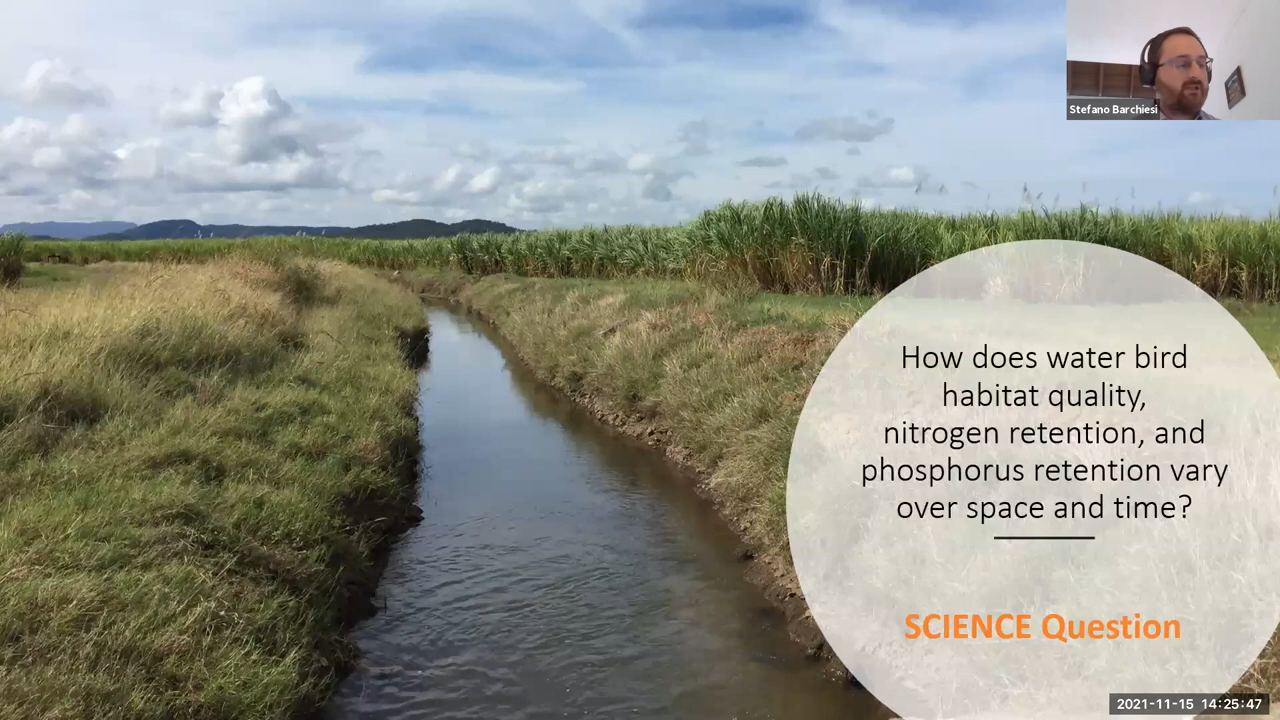 Stefano Barchiesi
How does water bird
habitat quality,
nitrogen retention, and
phosphorus retention vary
over space and time?
SCIENCE Question
2021-11-15 14:25:47